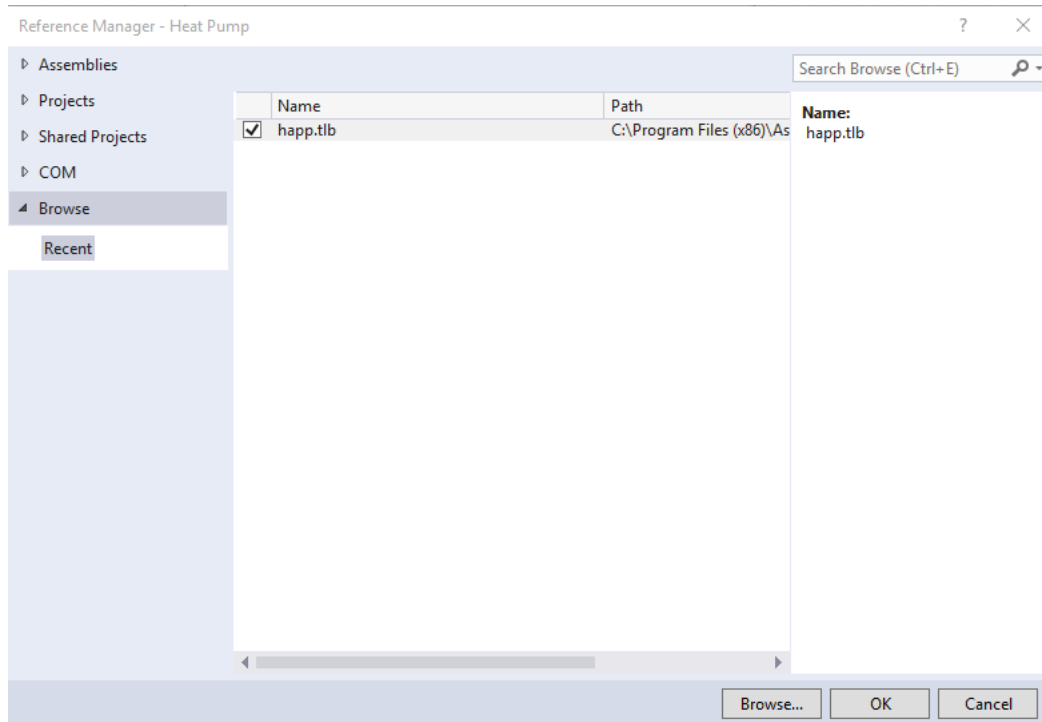 Reference Manager - Heat Pump
Assemblies
Projects
Shared Projects
COM
Browse
Recent
Name Path
happ.tlb C:\Program Files (x86)\As
Search Browse (Ctrl+E)
Name:
happ.tlb
Browse... OK Cancel